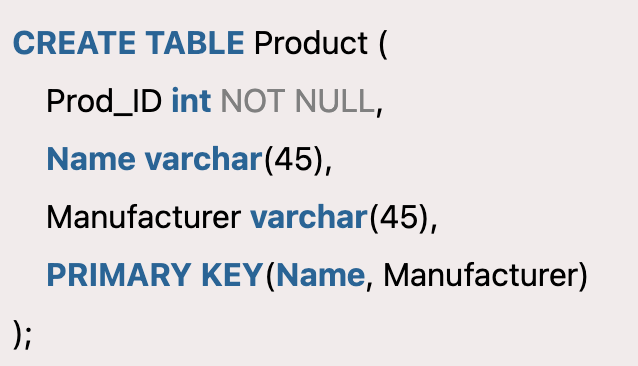 CREATE TABLE Product (
Prod_ID int NOT NULL,
Name varchar(45),
Manufacturer varchar(45),
PRIMARY KEY(Name, Manufacturer)
);